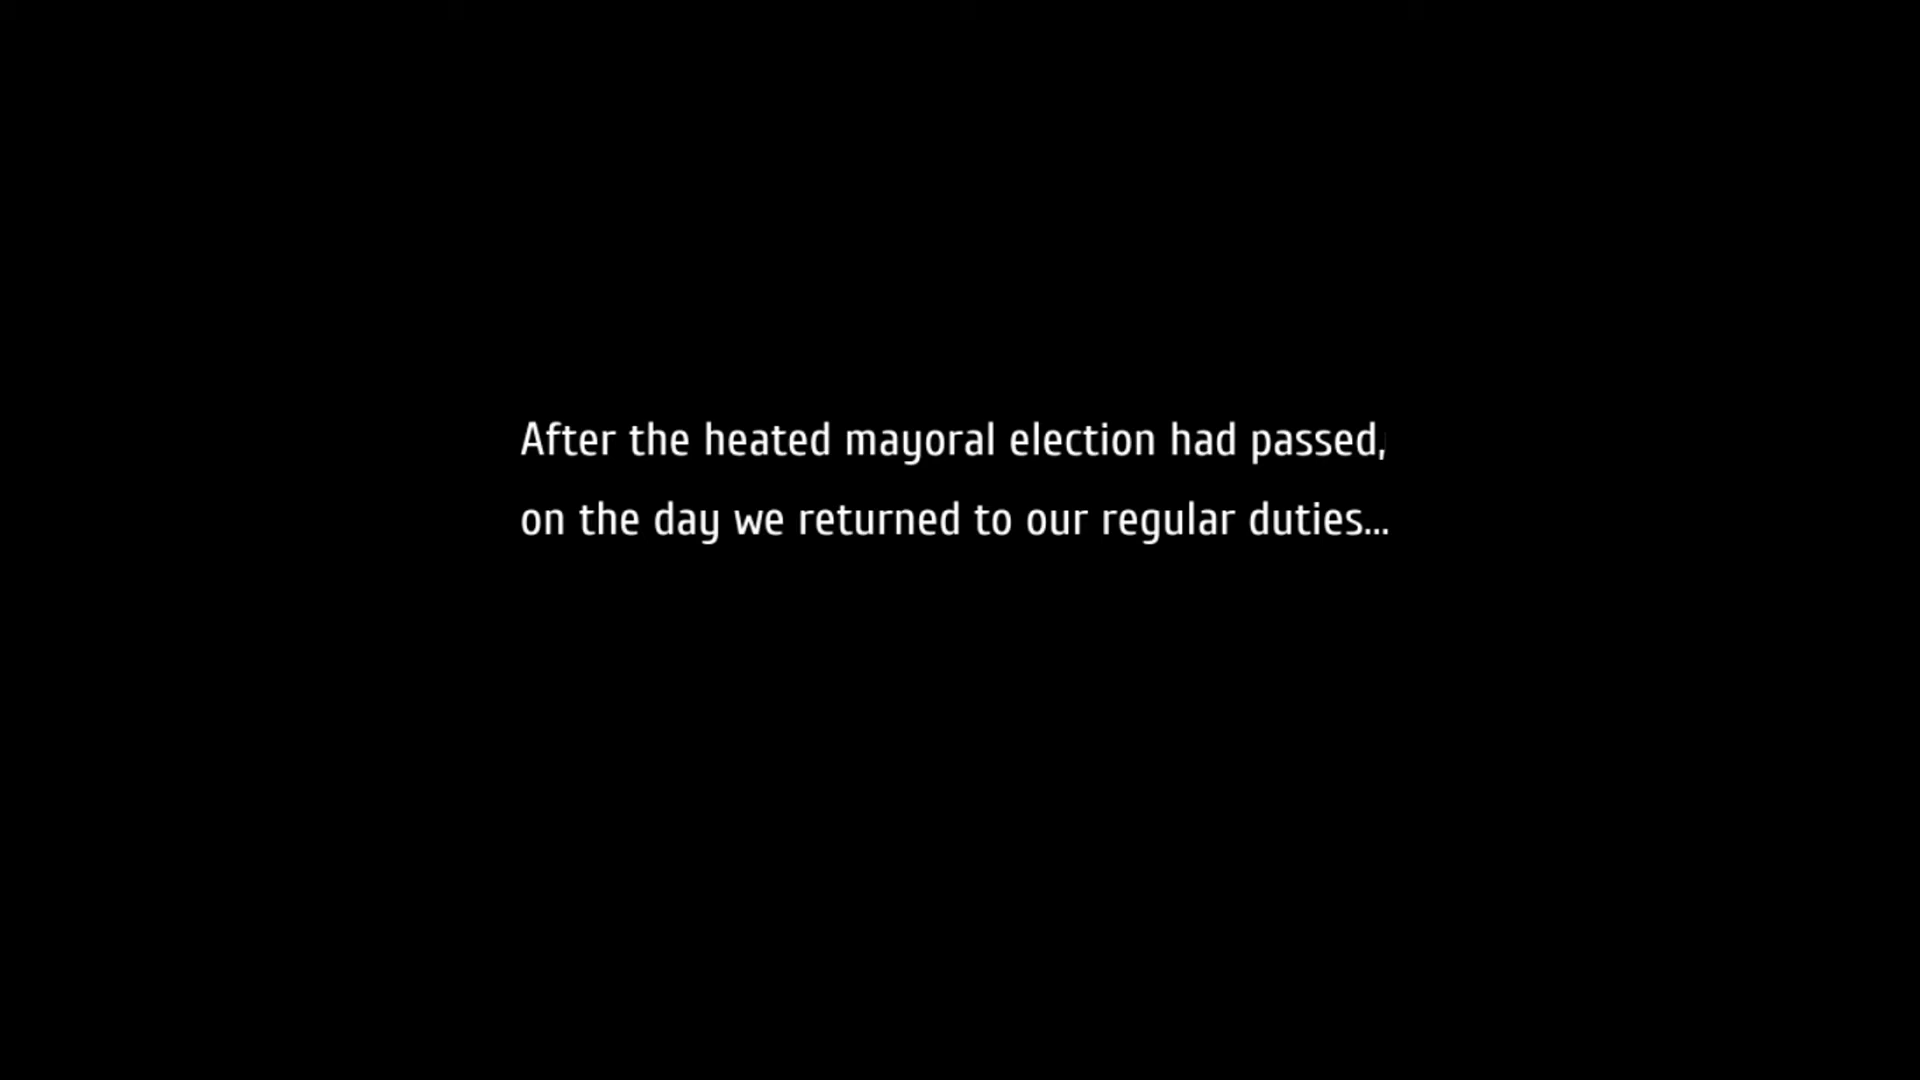 After the heated mayoral election had passed,
on the day we returned to our regular duties...